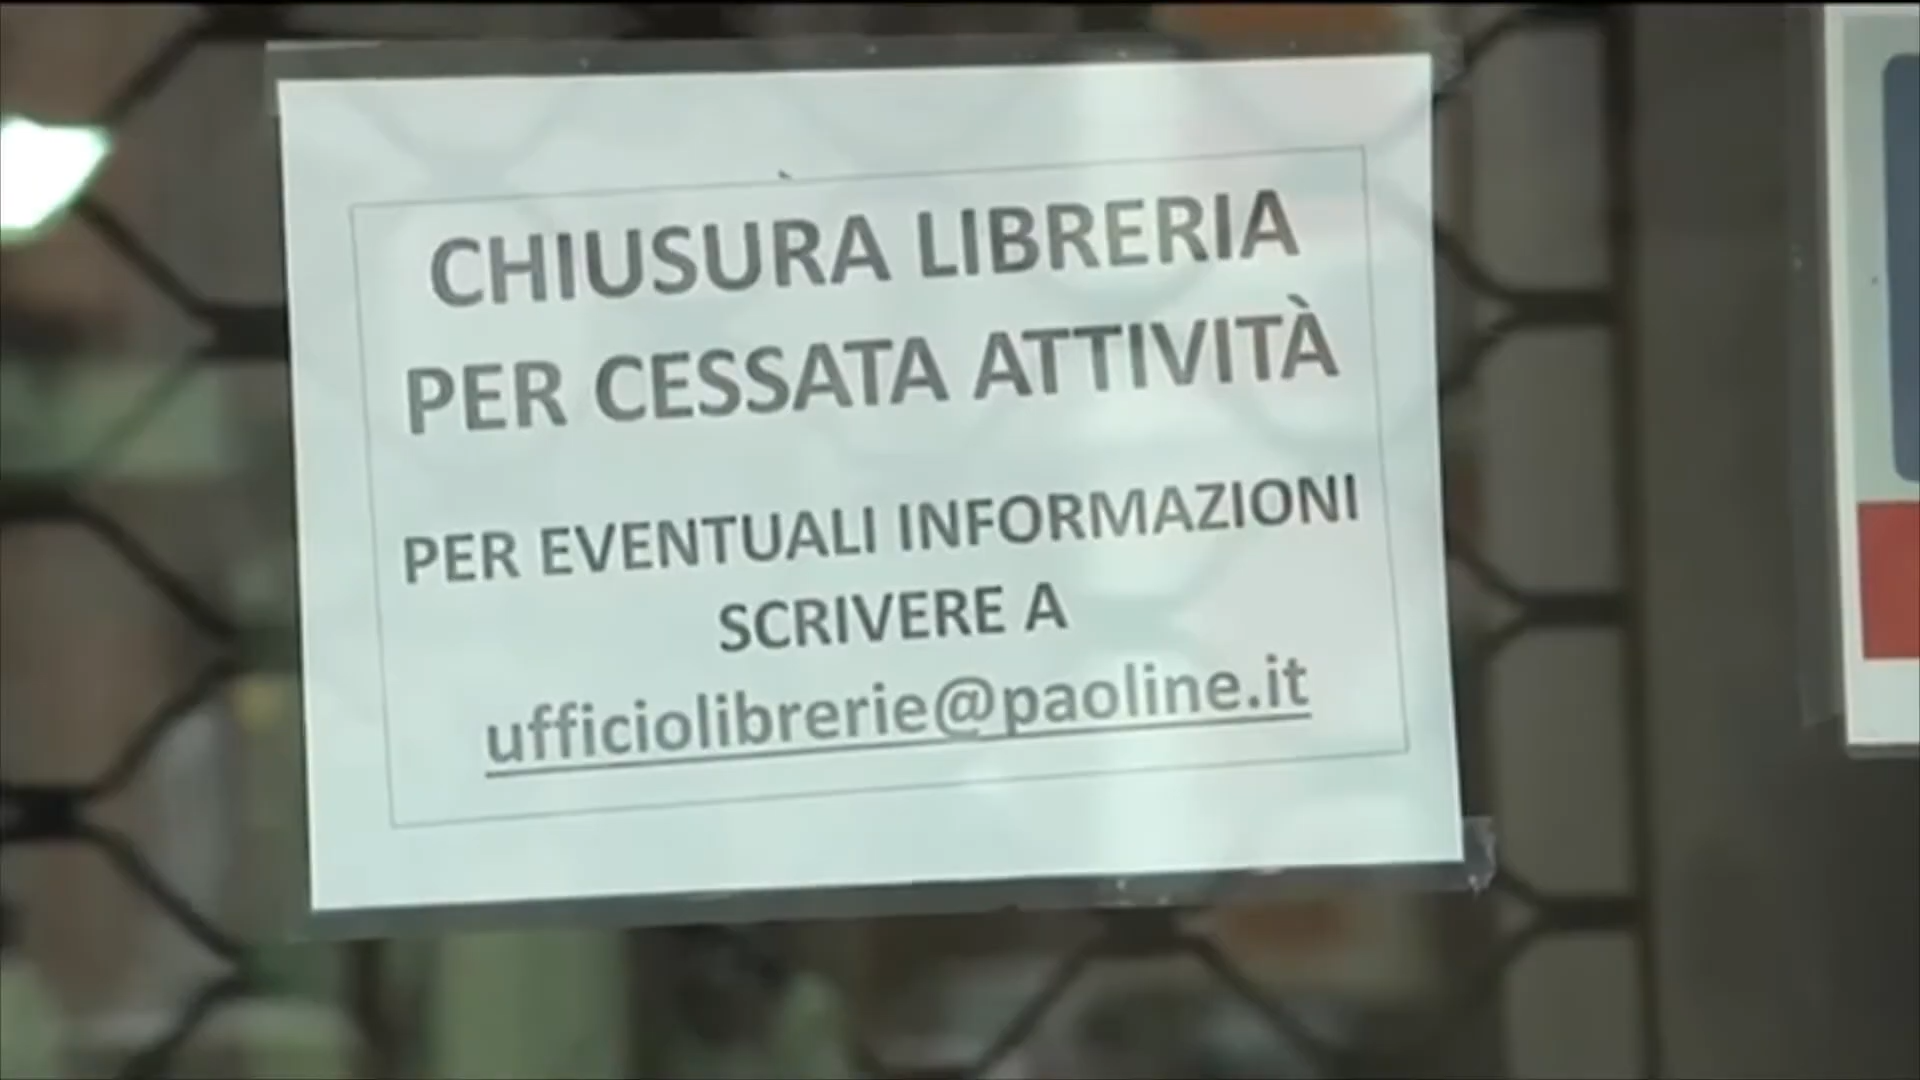 CHIUSURA LIBRERIA
PER CESSATA ATTIVITÀ
PER EVENTUALI INFORMAZIONI
SCRIVERE A
ufficiolibrerie@paoline.it